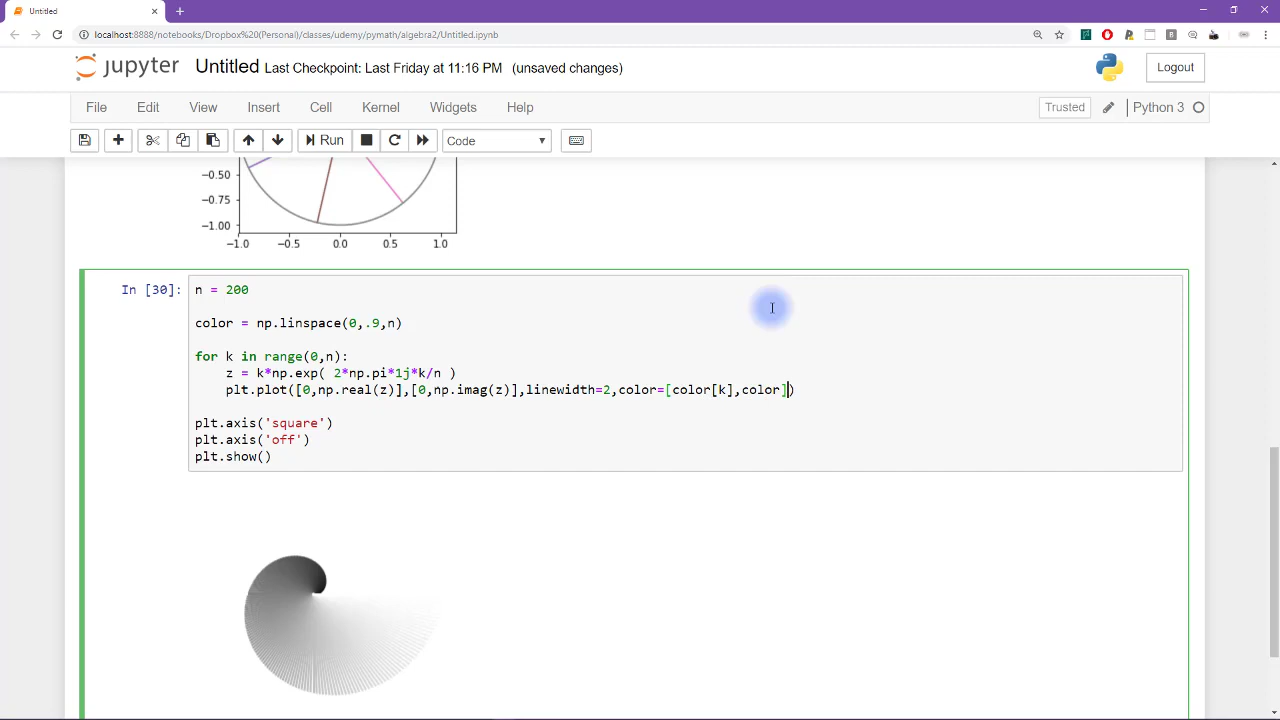 Untitled
localhost:8888/notebooks/Dropbox%20(Personal)/classes/udemy/pymath/algebra2/Untitled.ipynb
jupyter Untitled Last Checkpoint: Last Friday at 11:16 PM (unsaved changes) Logout
File Edit View Insert Cell Kernel Widgets Help Trusted Python 3
Run Code
−0.50
−0.75
−1.00
−1.0 −0.5 0.0 0.5 1.0
In [30]: n = 200
color = np.linspace(0,.9,n)
for k in range(0,n):
z = k*np.exp( 2*np.pi*1j*k/n )
plt.plot([0,np.real(z)],[0,np.imag(z)],linewidth=2,color=[color[k],color])
plt.axis('square')
plt.axis('off')
plt.show()